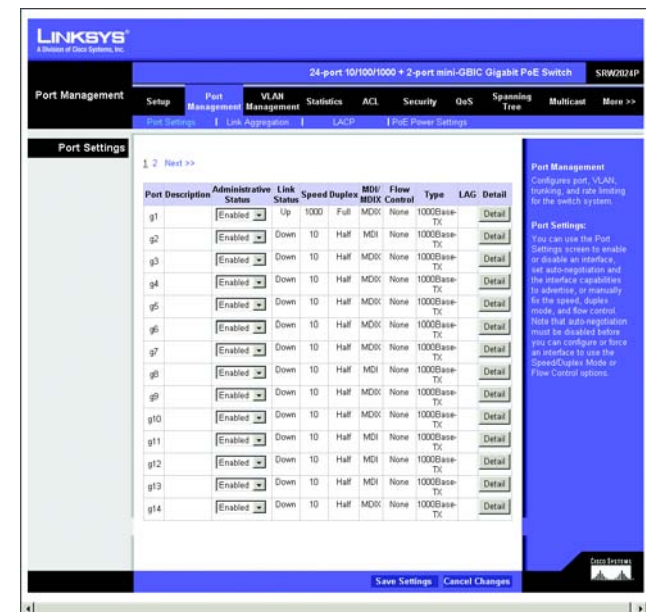 LINKSYS®
A Division of Cisco Systems, Inc.
24-port 10/100/1000 + 2-port mini-GBIC Gigabit PoE Switch SRW2024P
Port Management
Setup Port Management VLAN Management Statistics ACL Security QoS Spanning Tree Multicast More >>
Port Settings | Link Aggregation | LACP | PoE Power Settings
Port Settings
1 2 Next >>
Port Description Administrative Status Link Status Speed Duplex MDI/MDIX Flow Control Type LAG Detail
g1 Enabled Up 1000 Full MDIX None 1000Base-TX Detail
g2 Enabled Down 10 Half MDI None 1000Base-TX Detail
g3 Enabled Down 10 Half MDIX None 1000Base-TX Detail
g4 Enabled Down 10 Half MDIX None 1000Base-TX Detail
g5 Enabled Down 10 Half MDIX None 1000Base-TX Detail
g6 Enabled Down 10 Half MDIX None 1000Base-TX Detail
g7 Enabled Down 10 Half MDIX None 1000Base-TX Detail
g8 Enabled Down 10 Half MDI None 1000Base-TX Detail
g9 Enabled Down 10 Half MDIX None 1000Base-TX Detail
g10 Enabled Down 10 Half MDIX None 1000Base-TX Detail
g11 Enabled Down 10 Half MDI None 1000Base-TX Detail
g12 Enabled Down 10 Half MDI None 1000Base-TX Detail
g13 Enabled Down 10 Half MDI None 1000Base-TX Detail
g14 Enabled Down 10 Half MDIX None 1000Base-TX Detail
Port Management
Configures port, VLAN,
trunking, and rate limiting
for the switch system.
Port Settings:
You can use the Port
Settings screen to enable
or disable an interface,
set auto-negotiation and
the interface capabilities
to advertise, or manually
fix the speed, duplex
mode, and flow control.
Note that auto-negotiation
must be disabled before
you can configure or force
an interface to use the
Speed/Duplex Mode or
Flow Control options.
Save Settings Cancel Changes
CISCO SYSTEMS